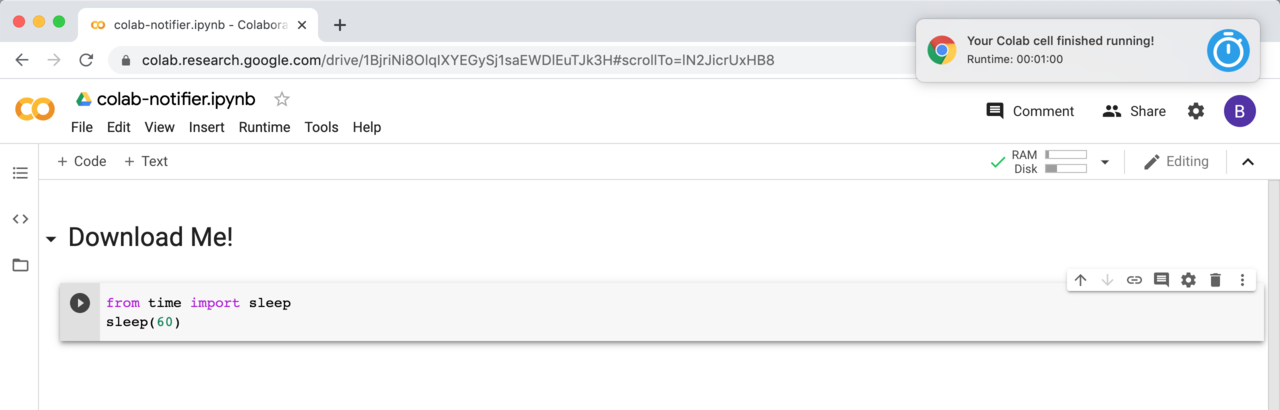 colab-notifier.ipynb - Colabora
Your Colab cell finished running!
Runtime: 00:01:00
colab.research.google.com/drive/1BjriNi8OlqIXYEGySj1saEWDlEuTJk3H#scrollTo=lN2JicrUxHB8
colab-notifier.ipynb
File Edit View Insert Runtime Tools Help
Comment Share B
+ Code + Text
RAM
Disk
Editing
Download Me!
from time import sleep
sleep(60)